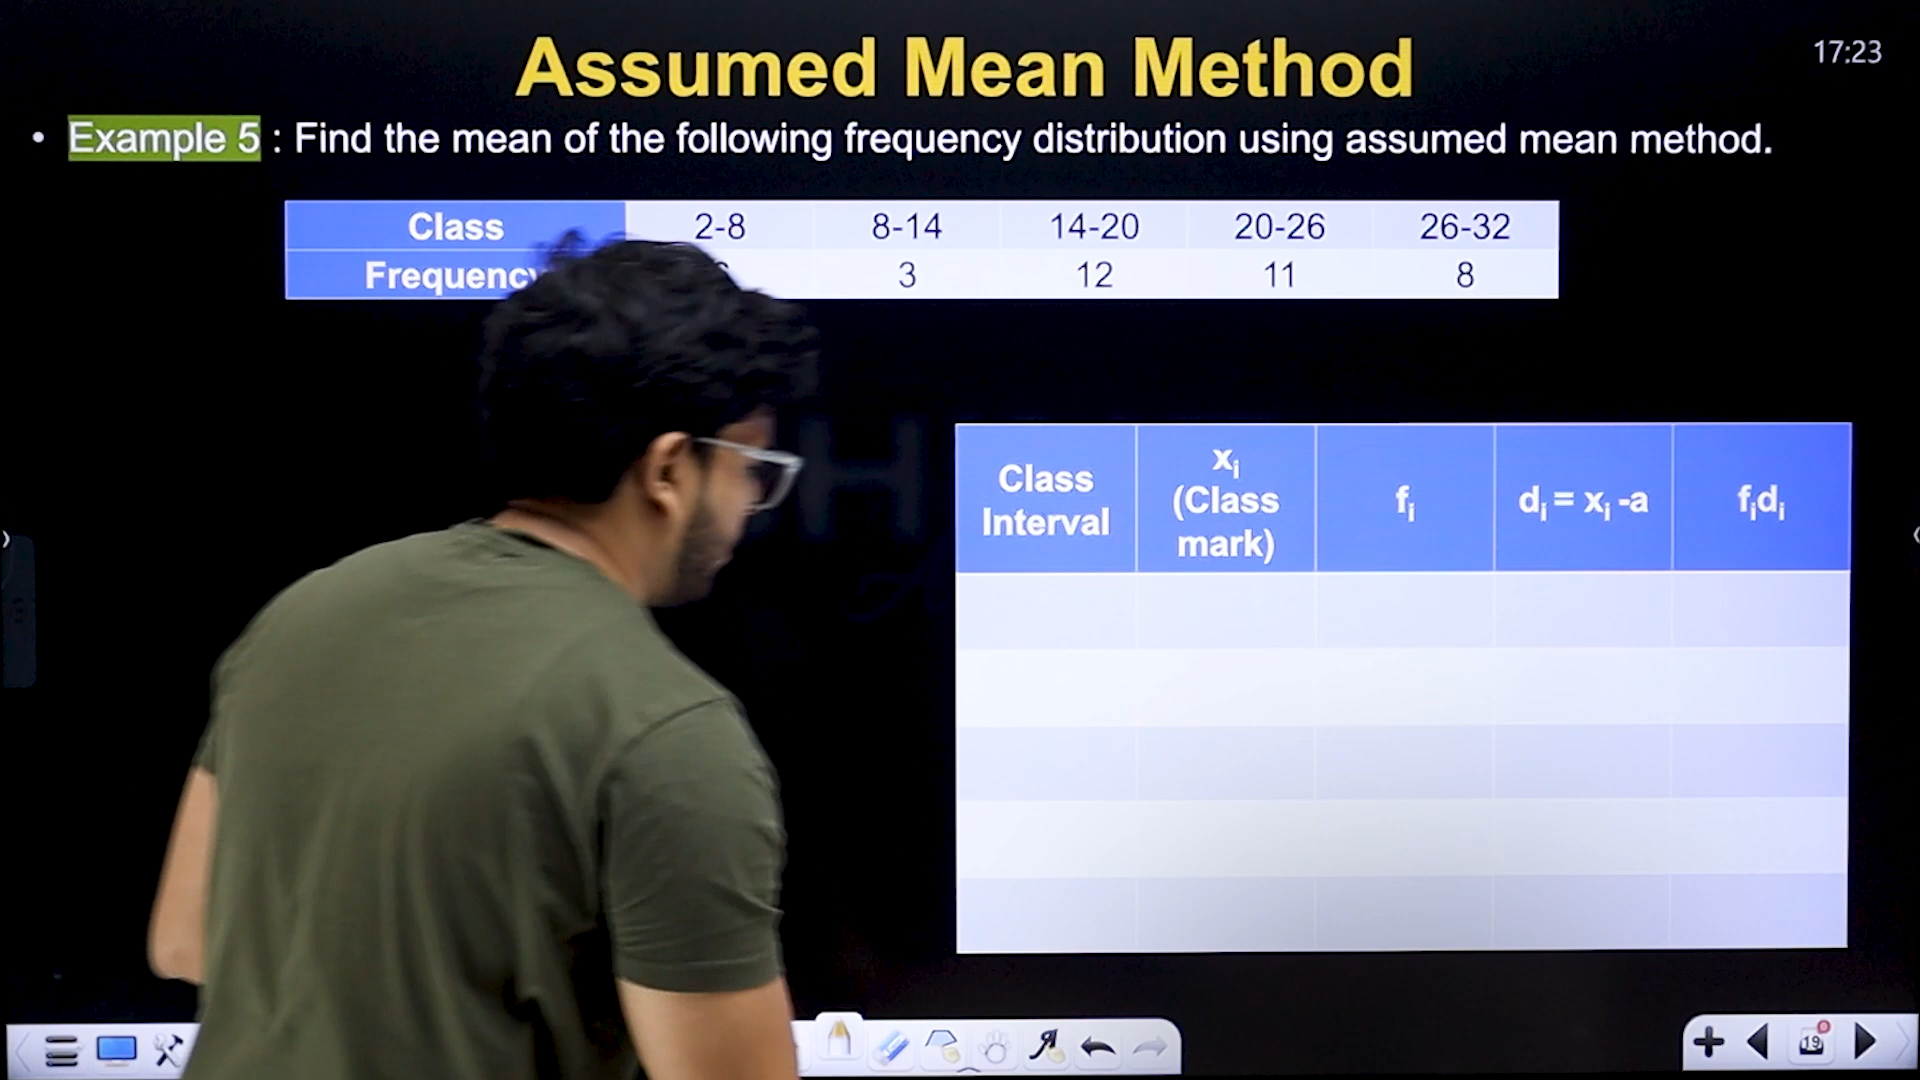 Assumed Mean Method
17:23
• Example 5 : Find the mean of the following frequency distribution using assumed mean method.
Class 2-8 8-14 14-20 20-26 26-32
Frequency 3 12 11 8
Class Interval xᵢ (Class mark) fᵢ dᵢ = xᵢ -a fᵢdᵢ
19